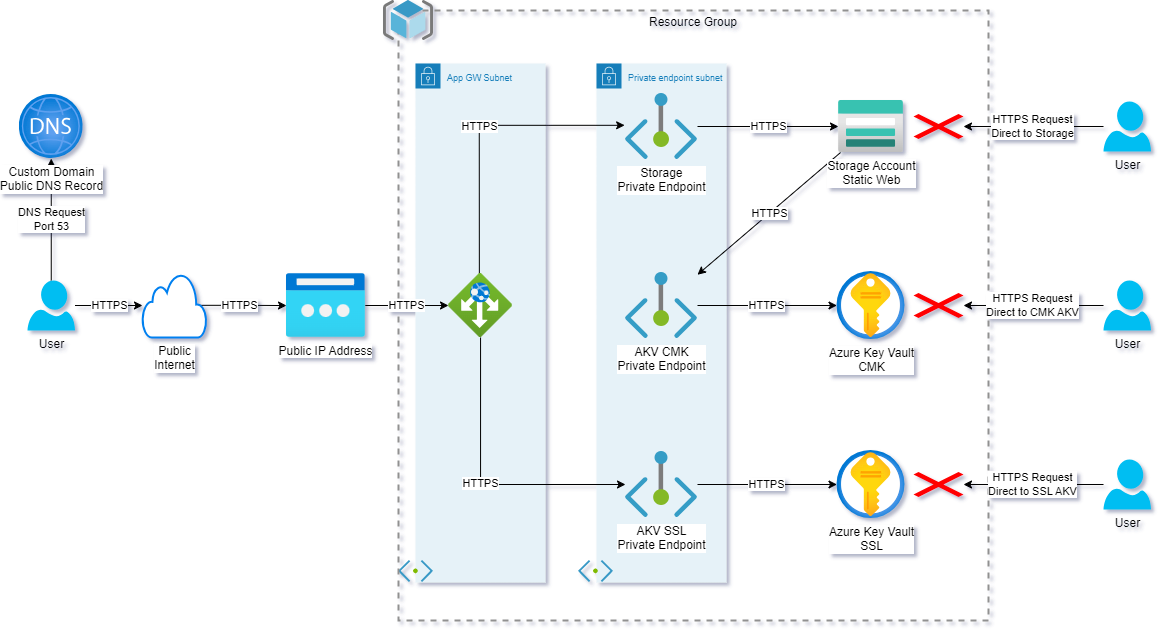 Resource Group
App GW Subnet
Private endpoint subnet
DNS
Custom Domain
Public DNS Record
DNS Request
Port 53
User
HTTPS
Public
Internet
HTTPS
Public IP Address
HTTPS
HTTPS
HTTPS
Storage
Private Endpoint
HTTPS
Storage Account
Static Web
HTTPS Request
Direct to Storage
User
HTTPS
AKV CMK
Private Endpoint
HTTPS
Azure Key Vault
CMK
HTTPS Request
Direct to CMK AKV
User
AKV SSL
Private Endpoint
HTTPS
Azure Key Vault
SSL
HTTPS Request
Direct to SSL AKV
User